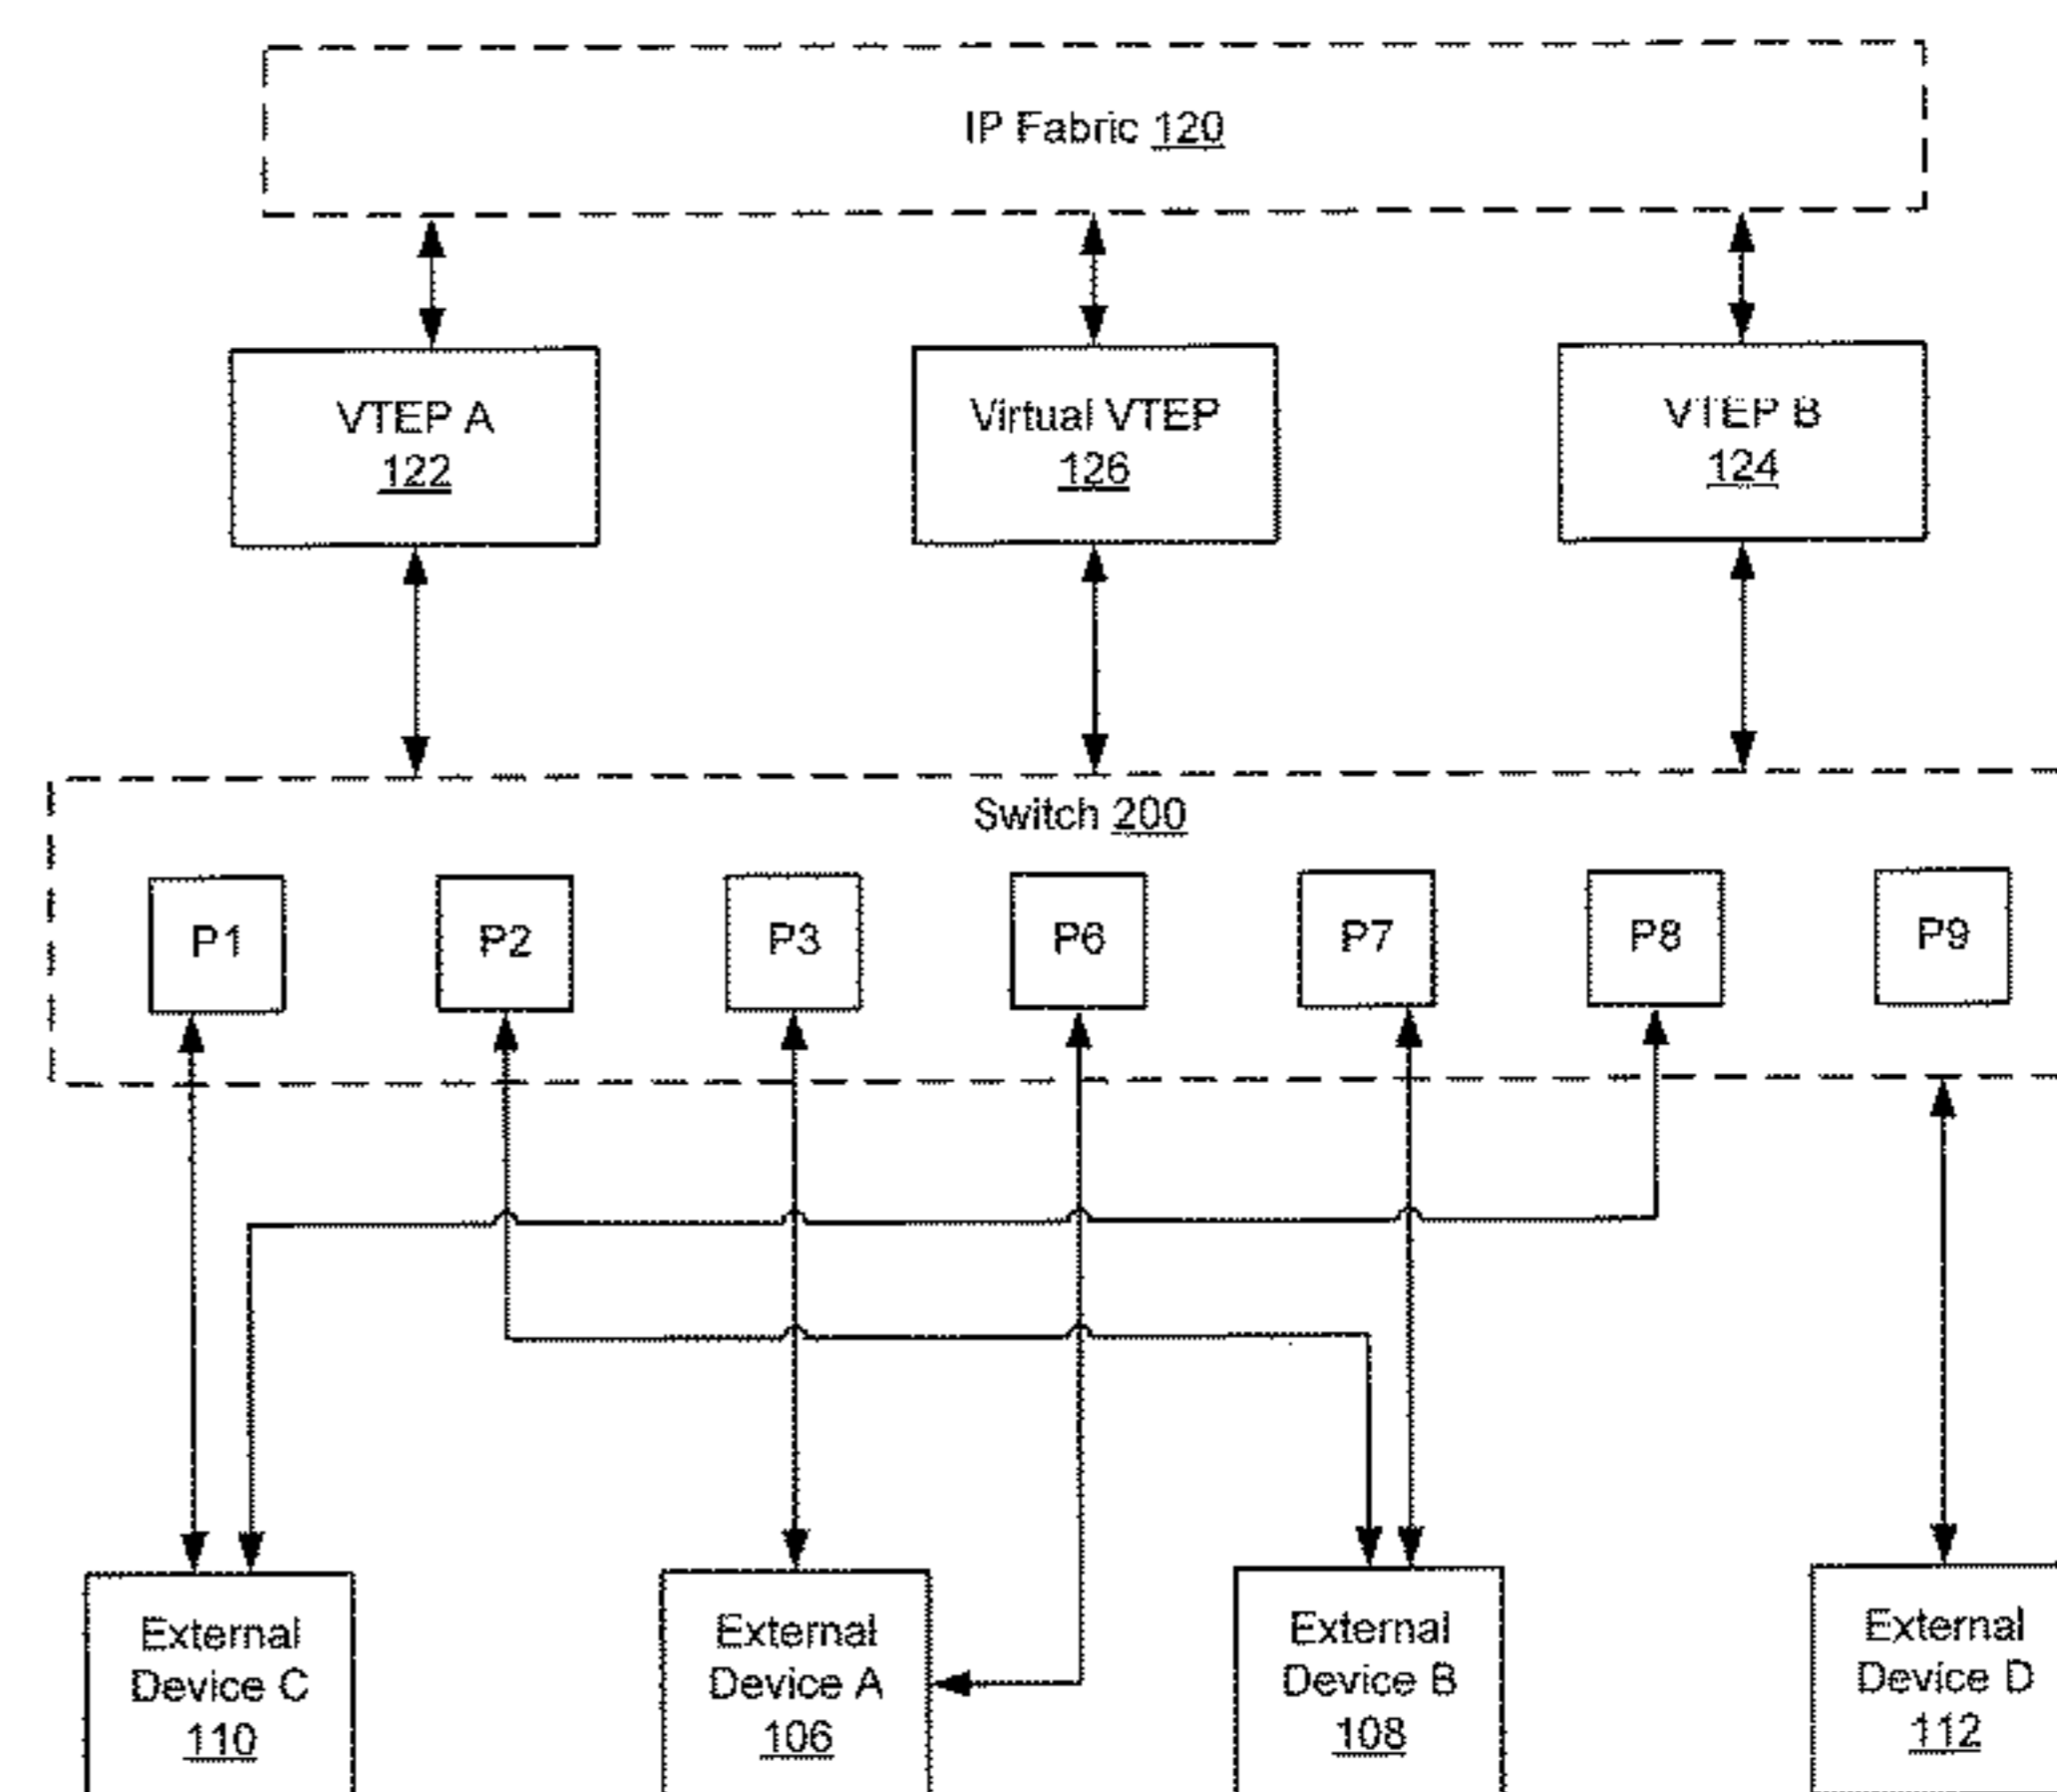 IP Fabric 120
VTEP A
122
Virtual VTEP
126
VTEP B
124
Switch 200
P1
P2
P3
P6
P7
P8
P9
External
Device C
110
External
Device A
106
External
Device B
108
External
Device D
112